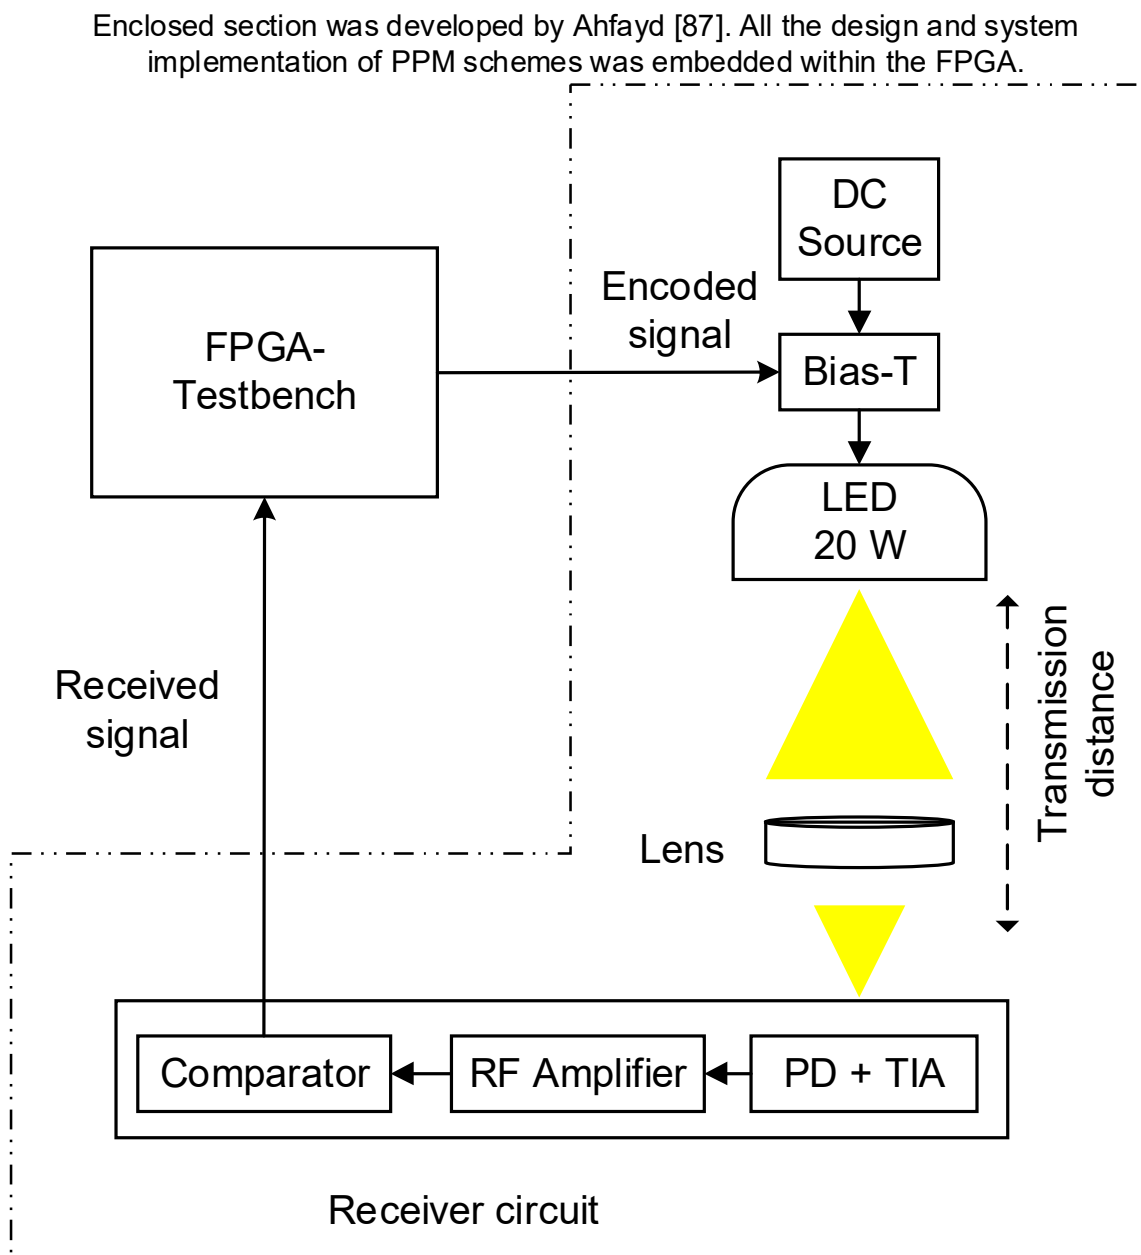 Enclosed section was developed by Ahfayd [87]. All the design and system
implementation of PPM schemes was embedded within the FPGA.
DC
Source
Encoded
signal
FPGA-
Testbench
Bias-T
LED
20 W
Transmission
distance
Received
signal
Lens
Comparator
RF Amplifier
PD + TIA
Receiver circuit